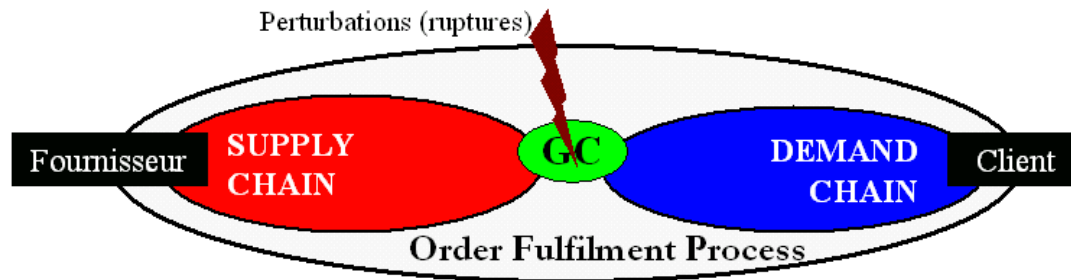 Perturbations (ruptures)
Fournisseur
SUPPLY
CHAIN
GC
DEMAND
CHAIN
Client
Order Fulfilment Process